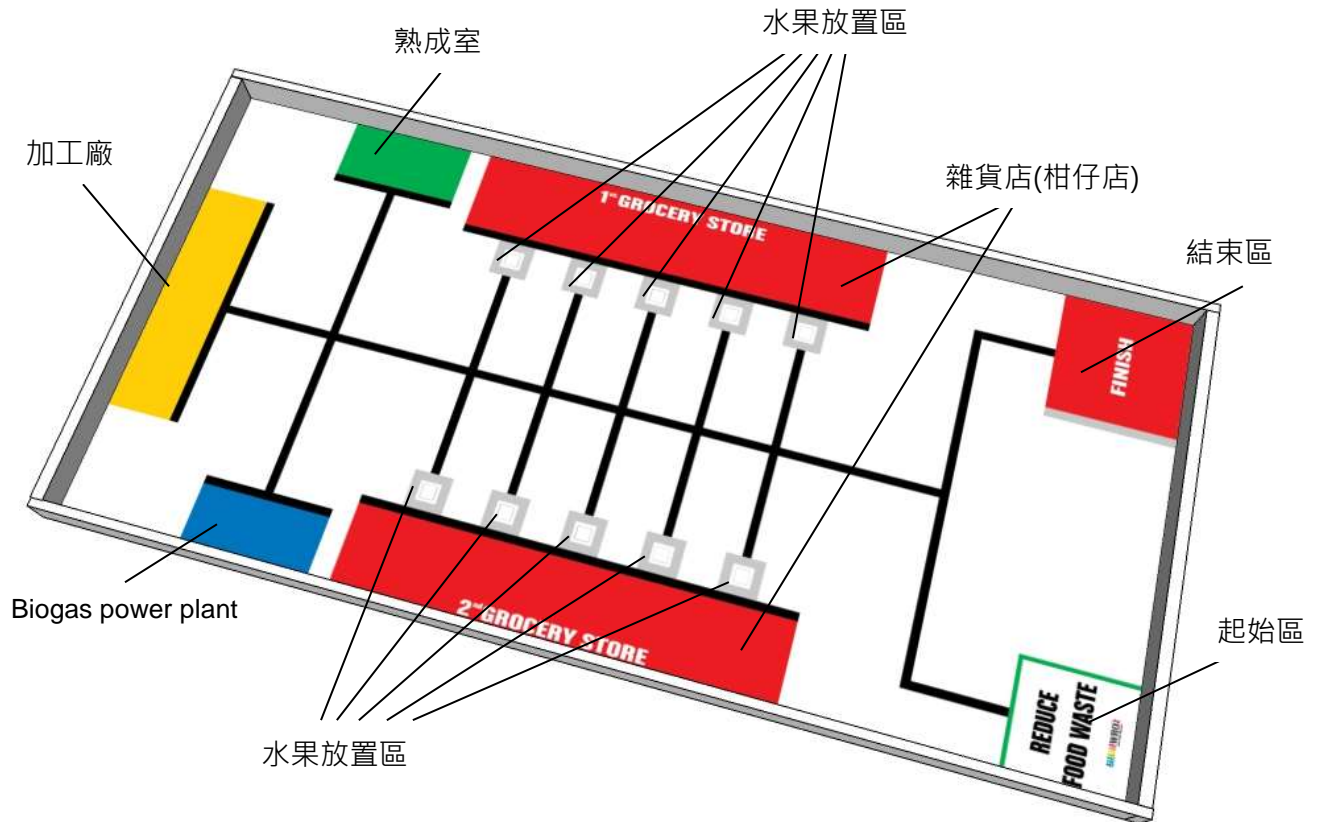 水果放置區
熟成室
加工廠
雜貨店(柑仔店)
1st GROCERY STORE
結束區
FINISH
Biogas power plant
2nd GROCERY STORE
起始區
REDUCE
FOOD WASTE
水果放置區